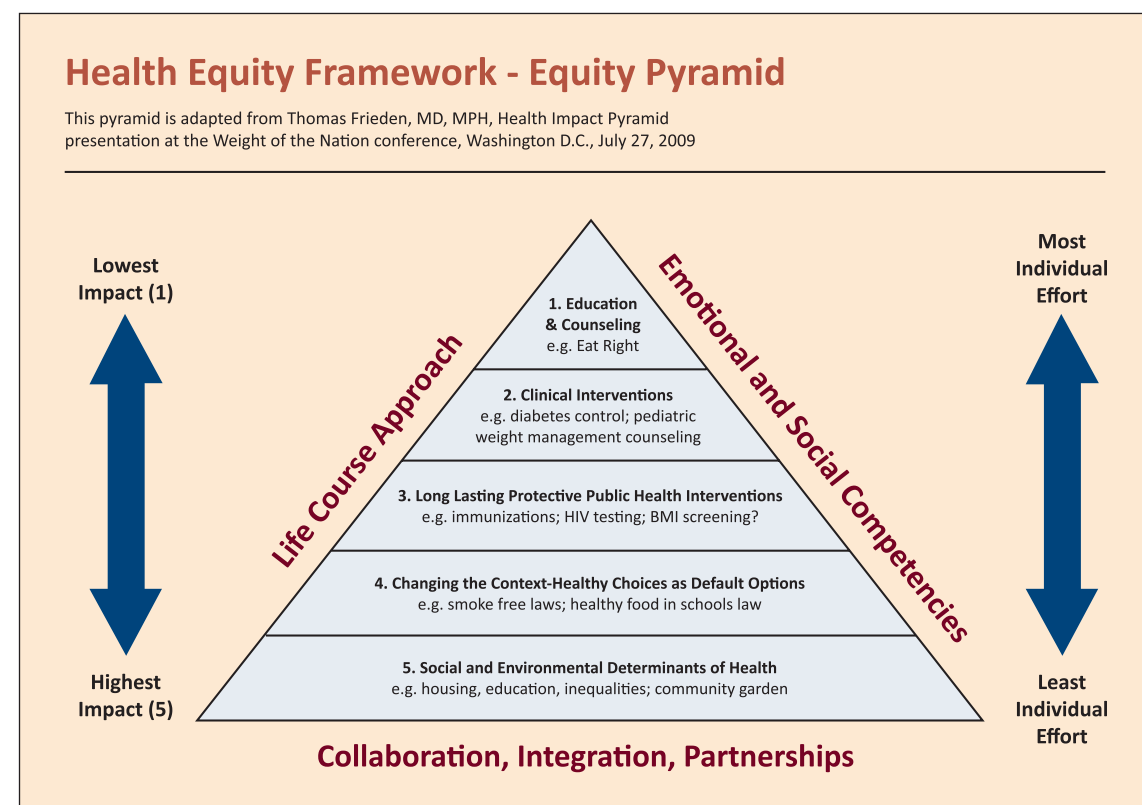 Health Equity Framework - Equity Pyramid
This pyramid is adapted from Thomas Frieden, MD, MPH, Health Impact Pyramid
presentation at the Weight of the Nation conference, Washington D.C., July 27, 2009
Lowest
Impact (1)
Highest
Impact (5)
Life Course Approach
1. Education
& Counseling
e.g. Eat Right
2. Clinical Interventions
e.g. diabetes control; pediatric
weight management counseling
3. Long Lasting Protective Public Health Interventions
e.g. immunizations; HIV testing; BMI screening?
4. Changing the Context-Healthy Choices as Default Options
e.g. smoke free laws; healthy food in schools law
5. Social and Environmental Determinants of Health
e.g. housing, education, inequalities; community garden
Emotional and Social Competencies
Most
Individual
Effort
Least
Individual
Effort
Collaboration, Integration, Partnerships